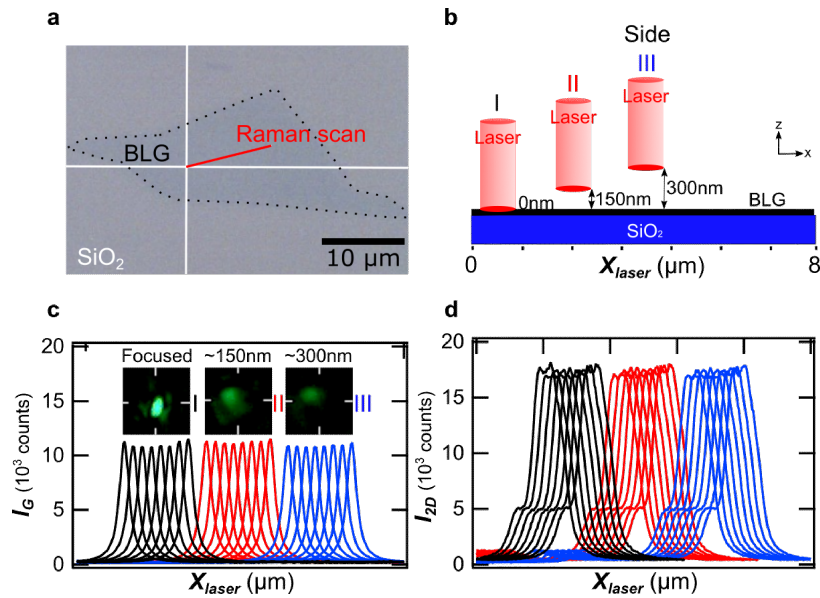 a
BLG
Raman scan
SiO₂
10 μm
b
Side
I
II
III
Laser
Laser
Laser
0nm
150nm
300nm
z
x
BLG
SiO₂
0
X_laser (μm)
8
c
Focused
~150nm
~300nm
I
II
III
20
15
10
5
0
I_G (10³ counts)
X_laser (μm)
d
20
15
10
5
0
I_2D (10³ counts)
X_laser (μm)